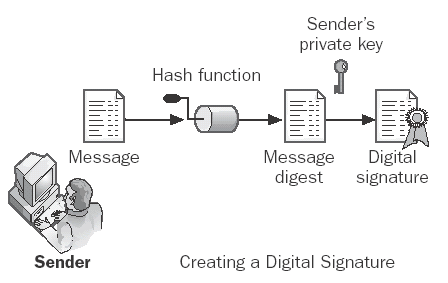 Sender's
private key
Hash function
Message
Message
digest
Digital
signature
Sender
Creating a Digital Signature